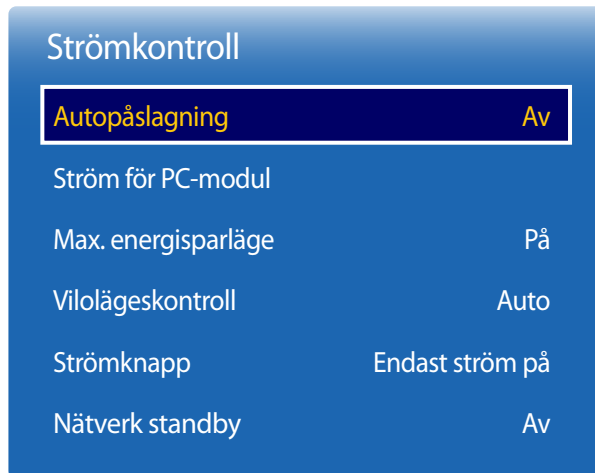 Strömkontroll
Autopåslagning Av
Ström för PC-modul
Max. energisparläge På
Vilolägeskontroll Auto
Strömknapp Endast ström på
Nätverk standby Av